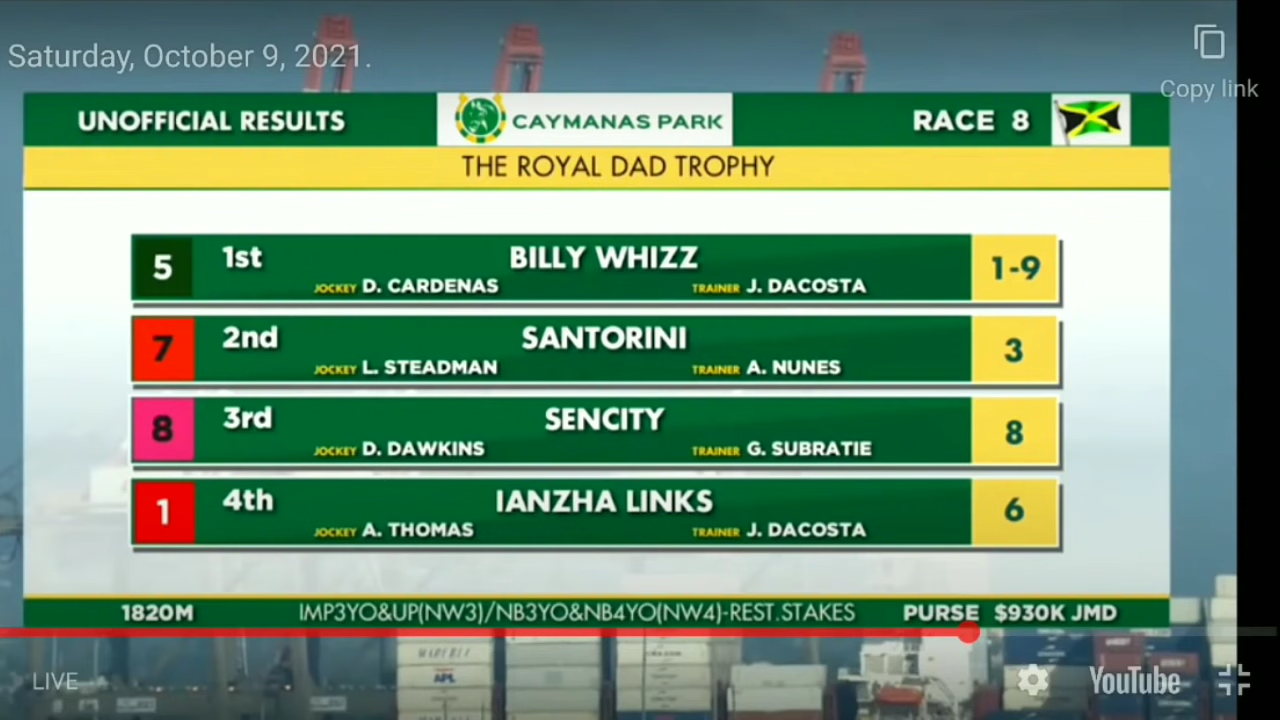 Saturday, October 9, 2021.
Copy link
UNOFFICIAL RESULTS
CAYMANAS PARK
RACE 8
THE ROYAL DAD TROPHY
5 1st BILLY WHIZZ 1-9
JOCKEY D. CARDENAS TRAINER J. DACOSTA
7 2nd SANTORINI 3
JOCKEY L. STEADMAN TRAINER A. NUNES
8 3rd SENCITY 8
JOCKEY D. DAWKINS TRAINER G. SUBRATIE
1 4th IANZHA LINKS 6
JOCKEY A. THOMAS TRAINER J. DACOSTA
1820M IMP3YO&UP(NW3)/NB3YO&NB4YO(NW4)-REST.STAKES PURSE $930K JMD
APL
LIVE
YouTube